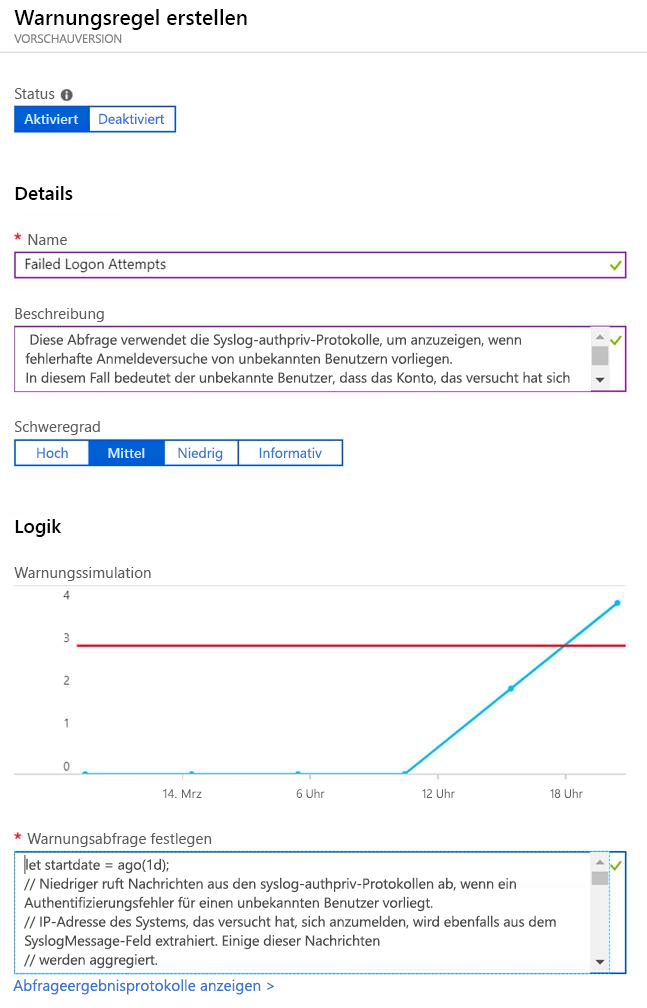 Warnungsregel erstellen
VORSCHAUVERSION
Status
Aktiviert Deaktiviert
Details
* Name
Failed Logon Attempts
Beschreibung
Diese Abfrage verwendet die Syslog-authpriv-Protokolle, um anzuzeigen, wenn
fehlerhafte Anmeldeversuche von unbekannten Benutzern vorliegen.
In diesem Fall bedeutet der unbekannte Benutzer, dass das Konto, das versucht hat sich
Schweregrad
Hoch Mittel Niedrig Informativ
Logik
Warnungssimulation
4
3
2
1
0
14. Mrz 6 Uhr 12 Uhr 18 Uhr
* Warnungsabfrage festlegen
let startdate = ago(1d);
// Niedriger ruft Nachrichten aus den syslog-authpriv-Protokollen ab, wenn ein
Authentifizierungsfehler für einen unbekannten Benutzer vorliegt.
// IP-Adresse des Systems, das versucht hat, sich anzumelden, wird ebenfalls aus dem
SyslogMessage-Feld extrahiert. Einige dieser Nachrichten
// werden aggregiert.
Abfrageergebnisprotokolle anzeigen >